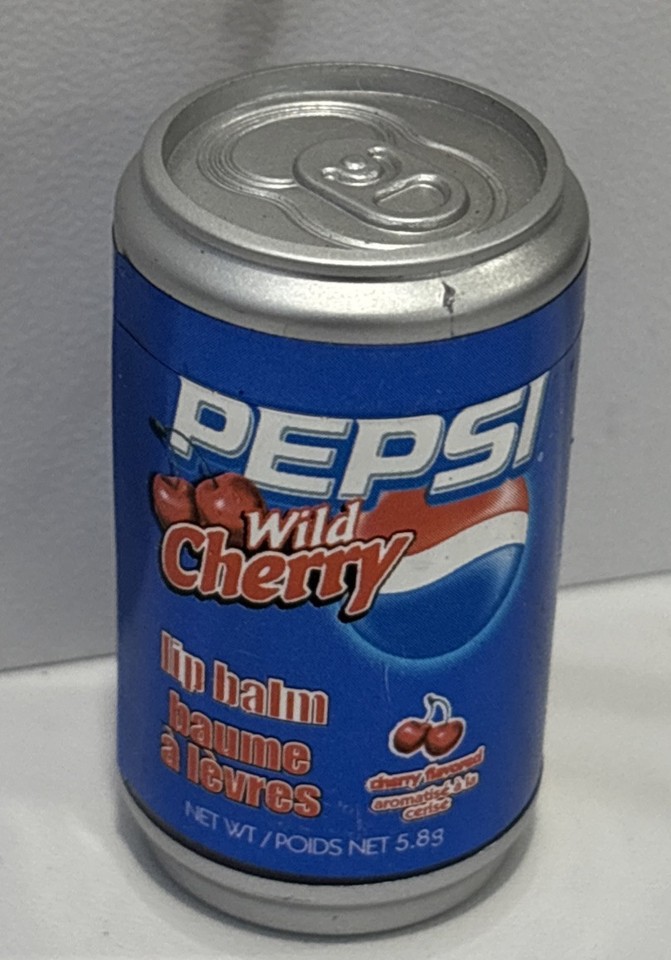 PEPSI
Wild
Cherry
lip balm
baume
à lèvres
cherry flavored
aromatisé à la
cerise
NET WT / POIDS NET 5.8g